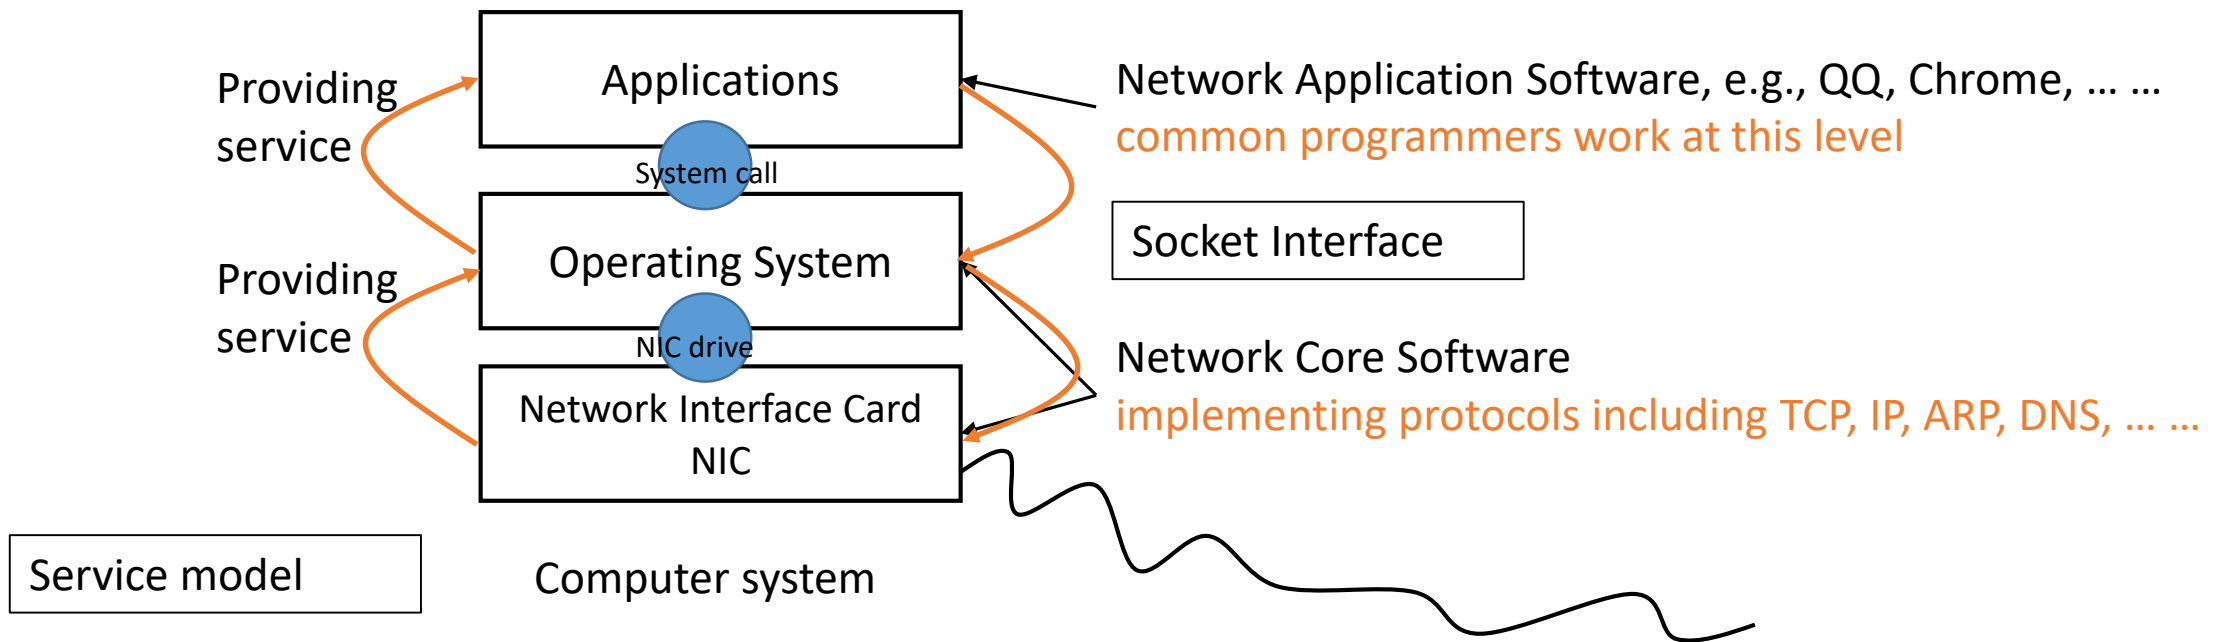 Applications
Providing
service
Network Application Software, e.g., QQ, Chrome, ... ...
common programmers work at this level
System call
Socket Interface
Operating System
Providing
service
NIC drive
Network Core Software
implementing protocols including TCP, IP, ARP, DNS, ... ...
Network Interface Card
NIC
Service model
Computer system